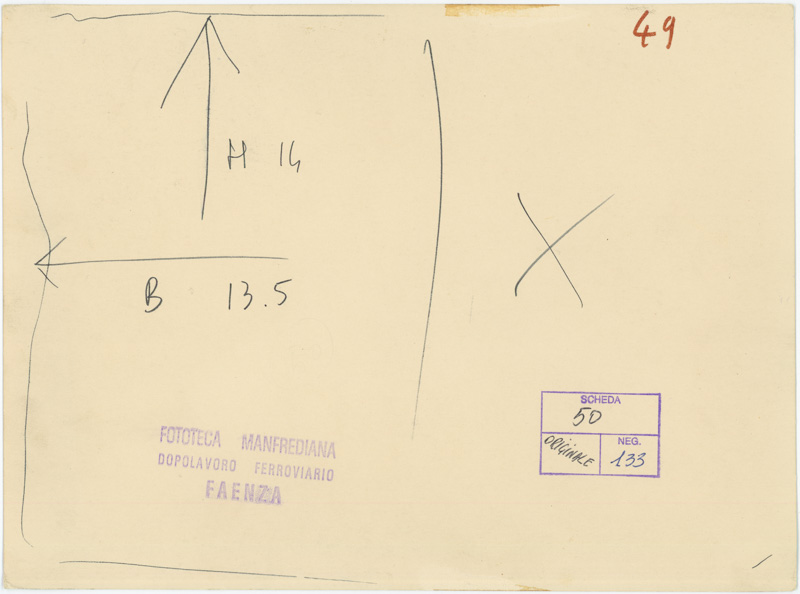 49
H 14
B 13.5
SCHEDA
50
ORIGINALE
NEG.
133
FOTOTECA MANFREDIANA
DOPOLAVORO FERROVIARIO
FAENZA